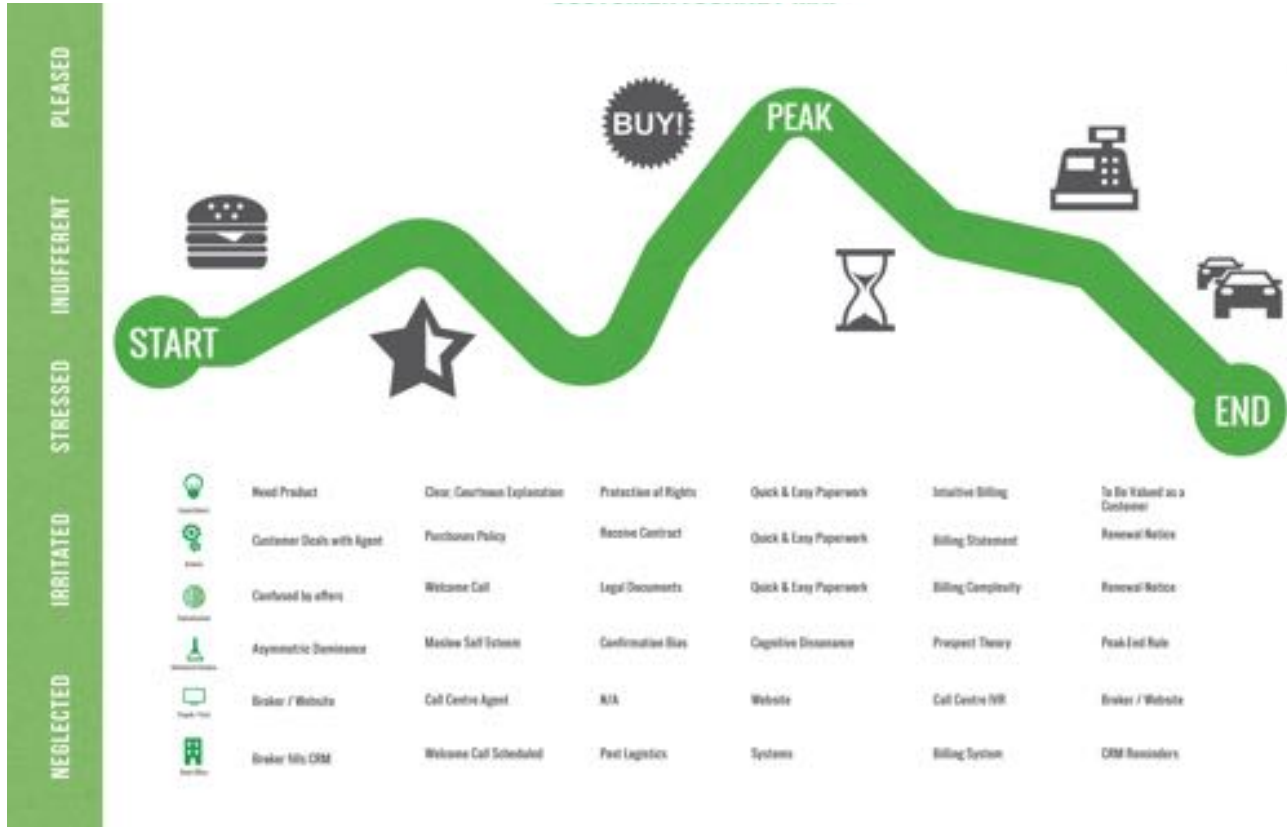 PLEASED
INDIFFERENT
STRESSED
IRRITATED
NEGLECTED
BUY!
PEAK
START
END
Need Product
Clear, Courteous Explanation
Protection of Rights
Quick & Easy Paperwork
Intuitive Billing
To Be Valued as a
Customer
Customer Deals with Agent
Purchases Policy
Receive Contract
Quick & Easy Paperwork
Billing Statement
Renewal Notice
Confused by offers
Welcome Call
Legal Documents
Quick & Easy Paperwork
Billing Complexity
Renewal Notice
Asymmetric Dominance
Maslow Self Esteem
Confirmation Bias
Cognitive Dissonance
Prospect Theory
Peak End Rule
Broker / Website
Call Centre Agent
N/A
Website
Call Centre IVR
Broker / Website
Broker fills CRM
Welcome Call Scheduled
Post Logistics
Systems
Billing System
CRM Reminders